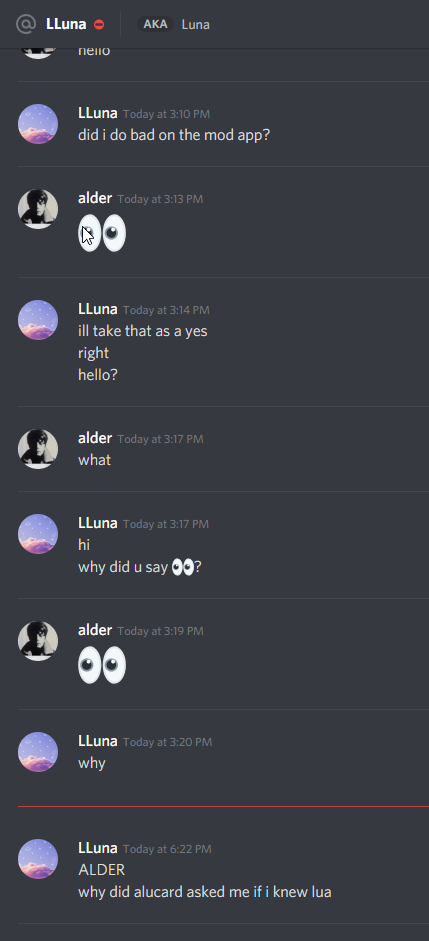 @ LLuna AKA Luna
hello
LLuna Today at 3:10 PM
did i do bad on the mod app?
alder Today at 3:13 PM
👀
LLuna Today at 3:14 PM
ill take that as a yes
right
hello?
alder Today at 3:17 PM
what
LLuna Today at 3:17 PM
hi
why did u say 👀?
alder Today at 3:19 PM
👀
LLuna Today at 3:20 PM
why
LLuna Today at 6:22 PM
ALDER
why did alucard asked me if i knew lua